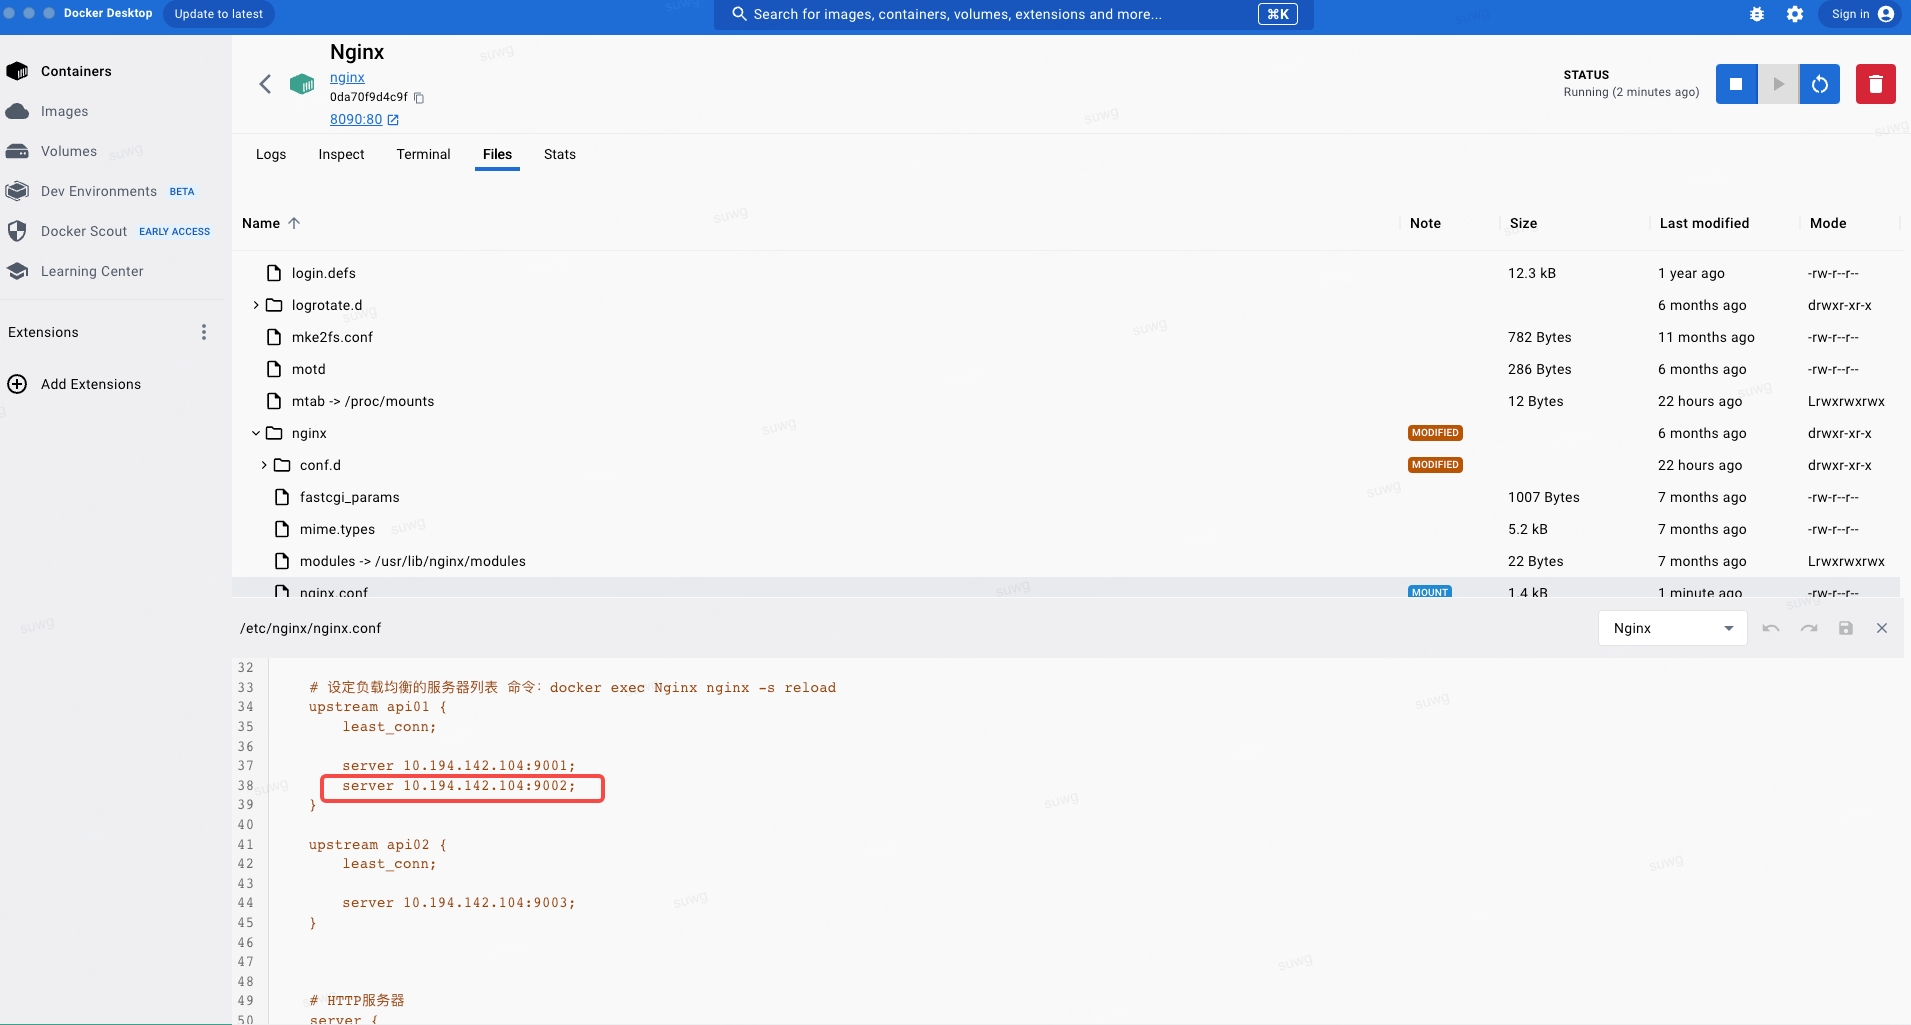 Docker Desktop Update to latest Search for images, containers, volumes, extensions and more... ⌘K Sign in
Containers
Images
Volumes
Dev Environments BETA
Docker Scout EARLY ACCESS
Learning Center
Extensions
Add Extensions
Nginx
nginx
0da70f9d4c9f
8090:80
STATUS
Running (2 minutes ago)
Logs Inspect Terminal Files Stats
Name Note Size Last modified Mode
login.defs 12.3 kB 1 year ago -rw-r--r--
logrotate.d 6 months ago drwxr-xr-x
mke2fs.conf 782 Bytes 11 months ago -rw-r--r--
motd 286 Bytes 6 months ago -rw-r--r--
mtab -> /proc/mounts 12 Bytes 22 hours ago Lrwxrwxrwx
nginx MODIFIED 6 months ago drwxr-xr-x
conf.d MODIFIED 22 hours ago drwxr-xr-x
fastcgi_params 1007 Bytes 7 months ago -rw-r--r--
mime.types 5.2 kB 7 months ago -rw-r--r--
modules -> /usr/lib/nginx/modules 22 Bytes 7 months ago Lrwxrwxrwx
nginx.conf MOUNT 1.4 kB 1 minute ago -rw-r--r--
/etc/nginx/nginx.conf Nginx
32
33 # 设定负载均衡的服务器列表 命令：docker exec Nginx nginx -s reload
34 upstream api01 {
35 least_conn;
36
37 server 10.194.142.104:9001;
38 server 10.194.142.104:9002;
39 }
40
41 upstream api02 {
42 least_conn;
43
44 server 10.194.142.104:9003;
45 }
46
47
48
49 # HTTP服务器
50 server {
suwg